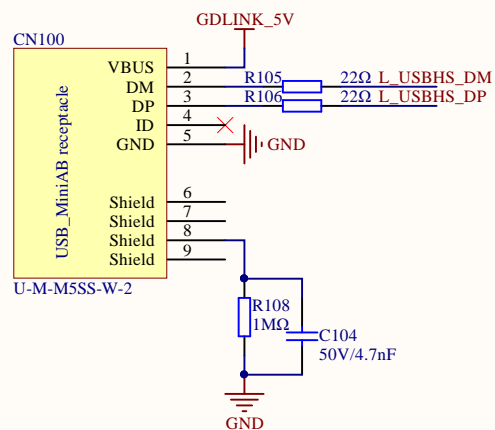 GDLINK_5V
CN100
VBUS 1
DM 2 R105 22Ω L_USBHS_DM
DP 3 R106 22Ω L_USBHS_DP
ID 4
GND 5 GND
USB_MiniAB receptacle
Shield 6
Shield 7
Shield 8
Shield 9
U-M-M5SS-W-2
R108
1MΩ
C104
50V/4.7nF
GND